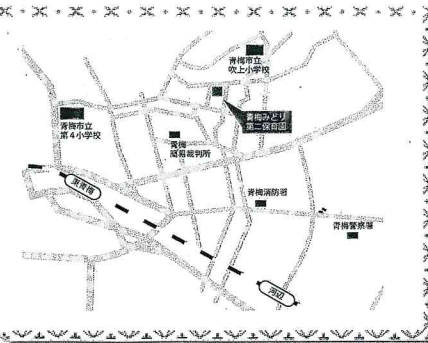 青梅市立
吹上小学校
青梅みどり
第二保育園
青梅市立
第4小学校
青梅
簡易裁判所
東青梅
青梅消防署
青梅警察署
河辺